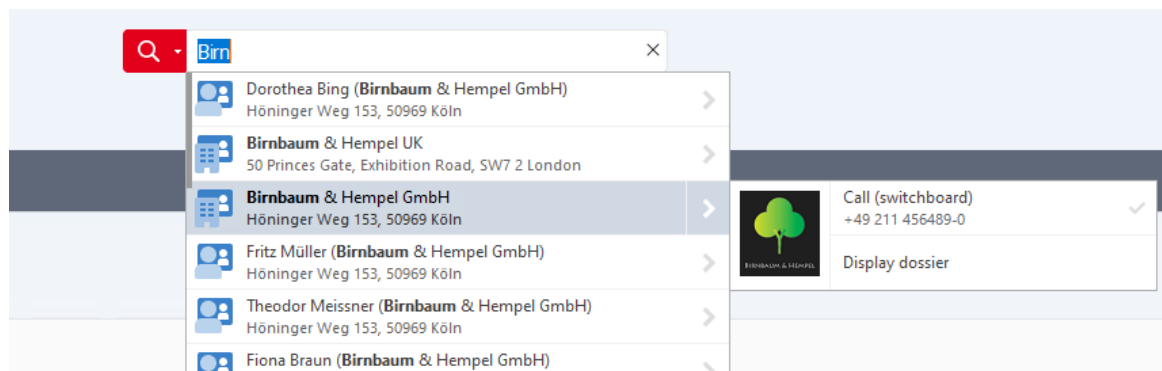 Birn
Dorothea Bing (Birnbaum & Hempel GmbH)
Höninger Weg 153, 50969 Köln
Birnbaum & Hempel UK
50 Princes Gate, Exhibition Road, SW7 2 London
Birnbaum & Hempel GmbH
Höninger Weg 153, 50969 Köln
Fritz Müller (Birnbaum & Hempel GmbH)
Höninger Weg 153, 50969 Köln
Theodor Meissner (Birnbaum & Hempel GmbH)
Höninger Weg 153, 50969 Köln
Fiona Braun (Birnbaum & Hempel GmbH)
BIRNBAUM & HEMPEL
Call (switchboard)
+49 211 456489-0
Display dossier